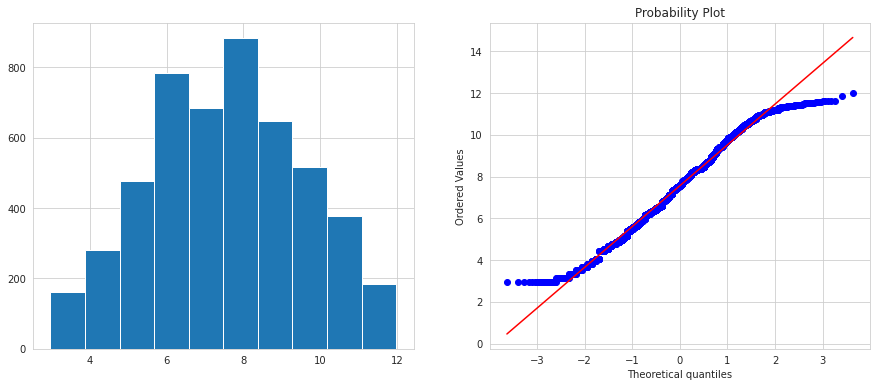 800
600
400
200
0
4 6 8 10 12
Probability Plot
Ordered Values
14
12
10
8
6
4
2
0
−3 −2 −1 0 1 2 3
Theoretical quantiles